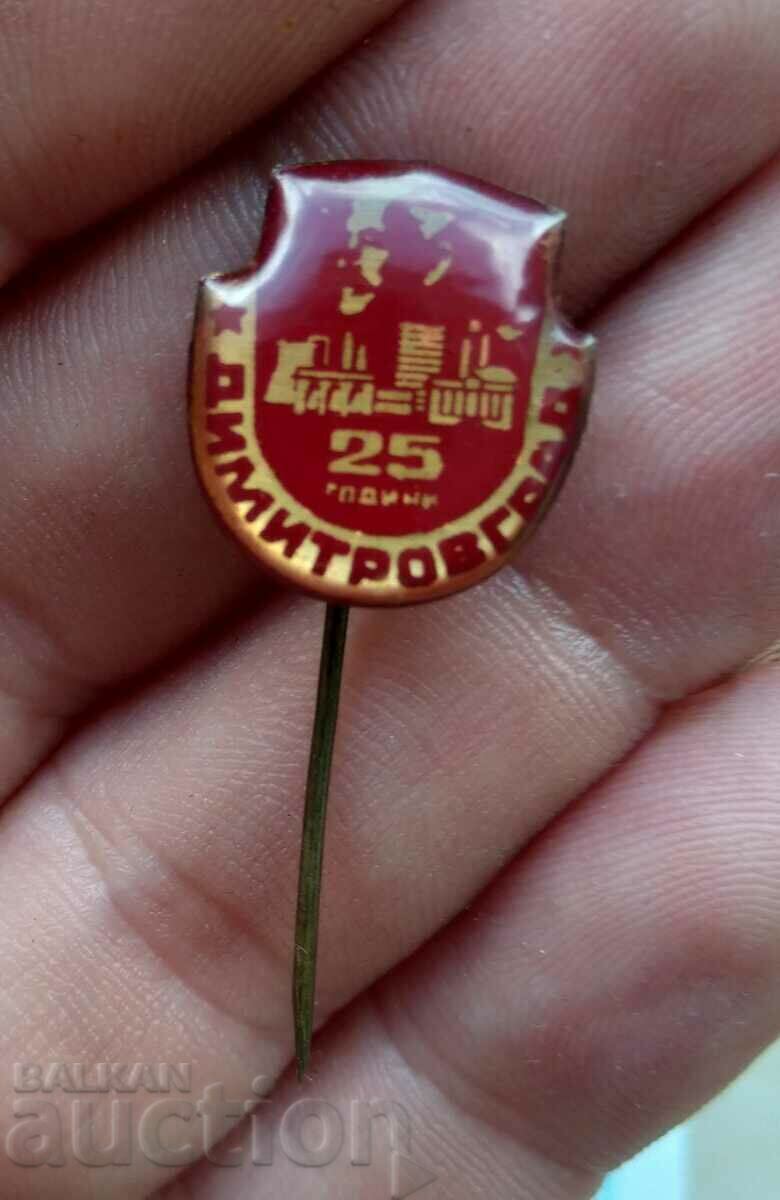 25
ГОДИНИ
ДИМИТРОВГРАД
BALKAN
auction